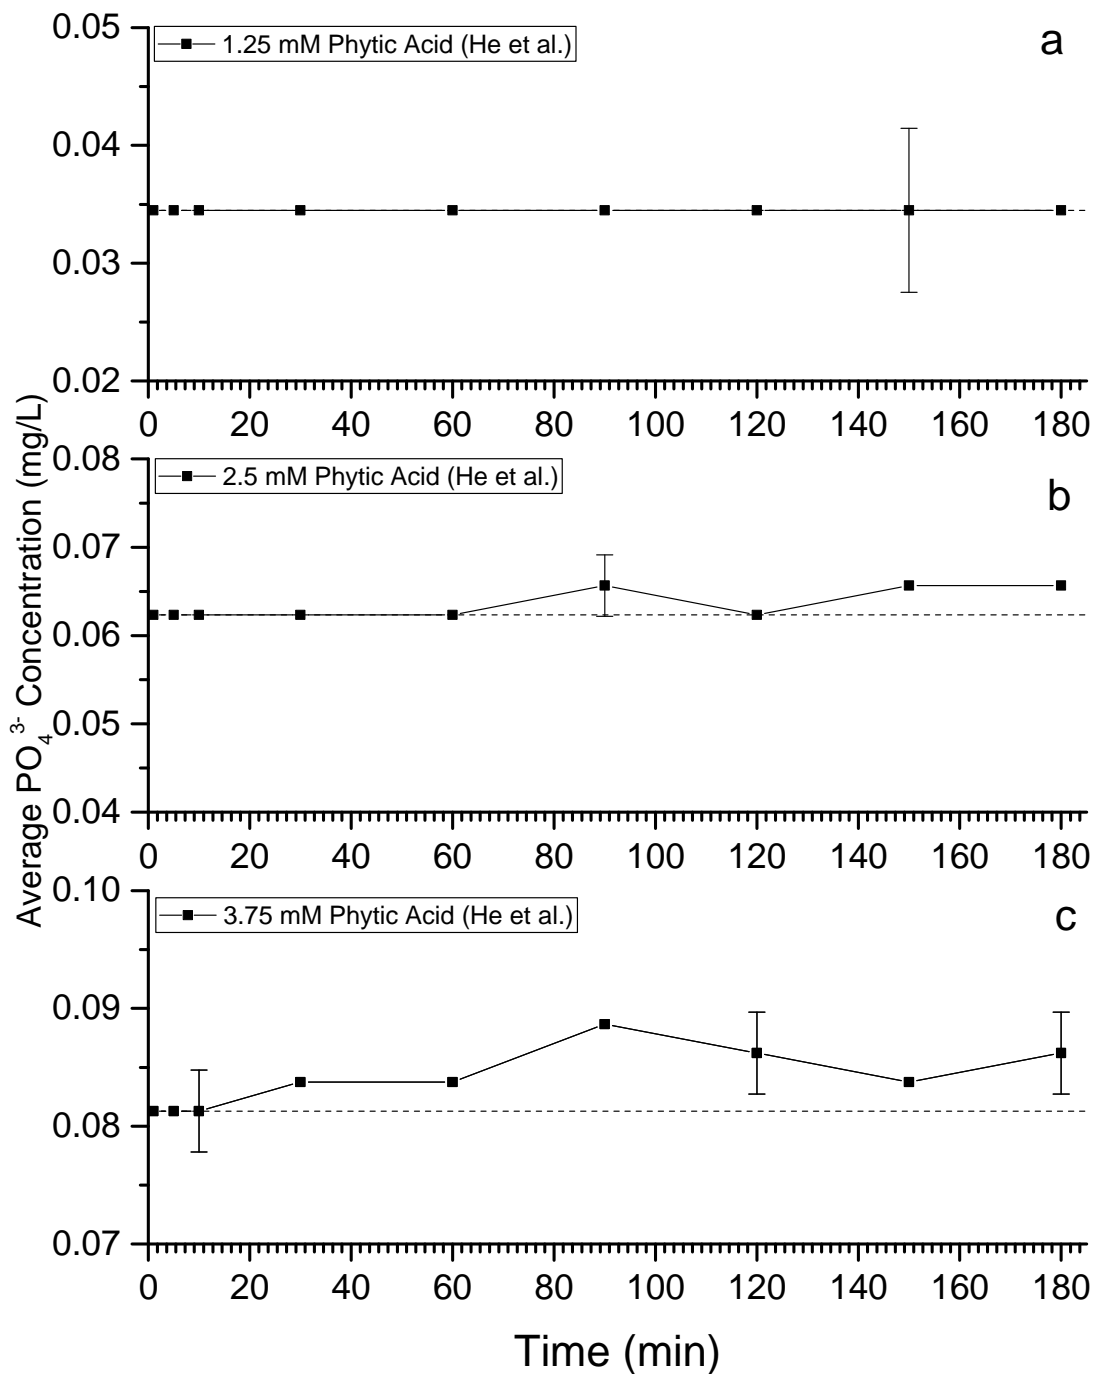 Average PO₄³⁻ Concentration (mg/L)
1.25 mM Phytic Acid (He et al.)
a
0.05
0.04
0.03
0.02
0 20 40 60 80 100 120 140 160 180
2.5 mM Phytic Acid (He et al.)
b
0.08
0.07
0.06
0.05
0.04
0 20 40 60 80 100 120 140 160 180
3.75 mM Phytic Acid (He et al.)
c
0.10
0.09
0.08
0.07
0 20 40 60 80 100 120 140 160 180
Time (min)